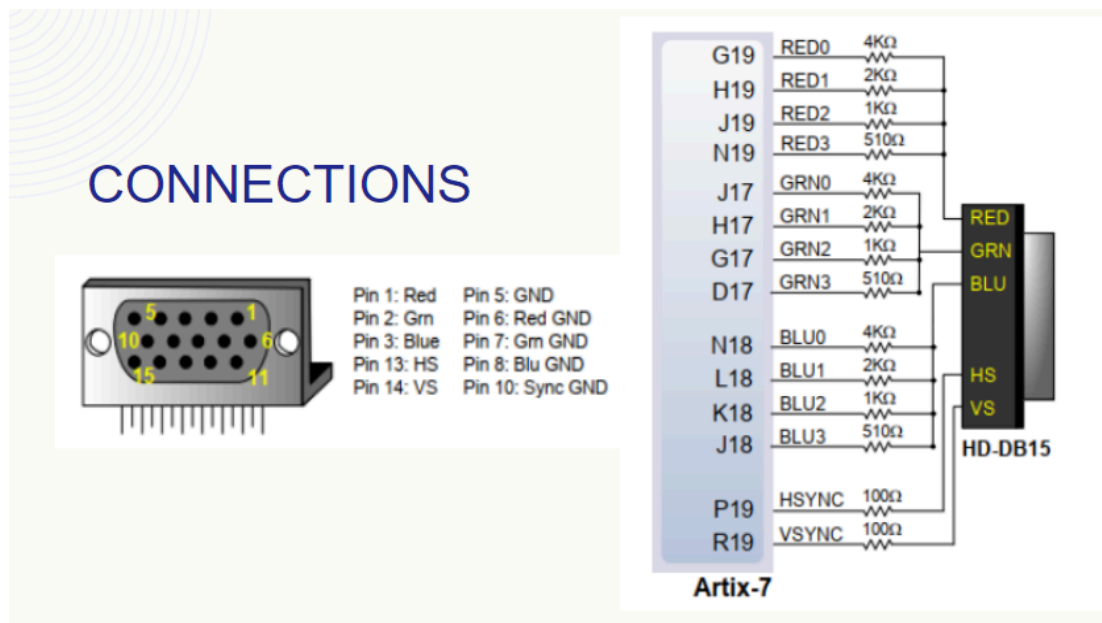 CONNECTIONS
5
1
10
6
15
11
Pin 1: Red Pin 5: GND
Pin 2: Grn Pin 6: Red GND
Pin 3: Blue Pin 7: Grn GND
Pin 13: HS Pin 8: Blu GND
Pin 14: VS Pin 10: Sync GND
G19 RED0 4KΩ
H19 RED1 2KΩ
J19 RED2 1KΩ
N19 RED3 510Ω
J17 GRN0 4KΩ
H17 GRN1 2KΩ
G17 GRN2 1KΩ
D17 GRN3 510Ω
N18 BLU0 4KΩ
L18 BLU1 2KΩ
K18 BLU2 1KΩ
J18 BLU3 510Ω
P19 HSYNC 100Ω
R19 VSYNC 100Ω
Artix-7
RED
GRN
BLU
HS
VS
HD-DB15